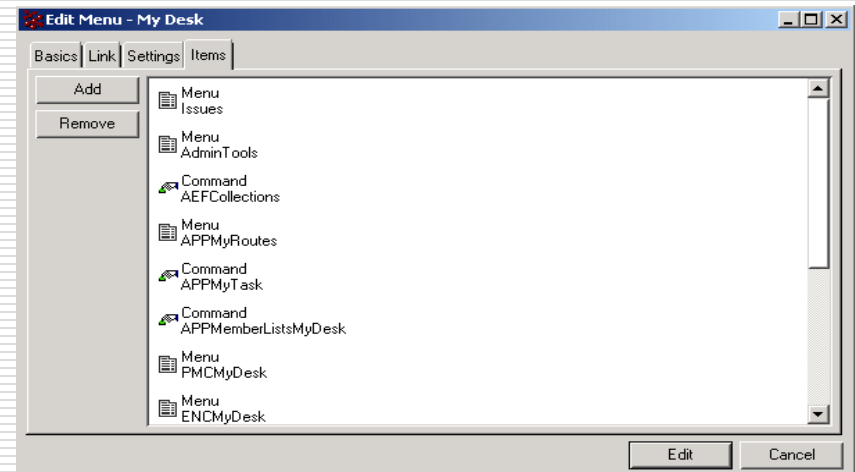 Edit Menu - My Desk
Basics Link Settings Items
Add
Remove
Menu
Issues
Menu
AdminTools
Command
AEFCollections
Menu
APPMyRoutes
Command
APPMyTask
Command
APPMemberListsMyDesk
Menu
PMCMyDesk
Menu
ENCMyDesk
Edit Cancel